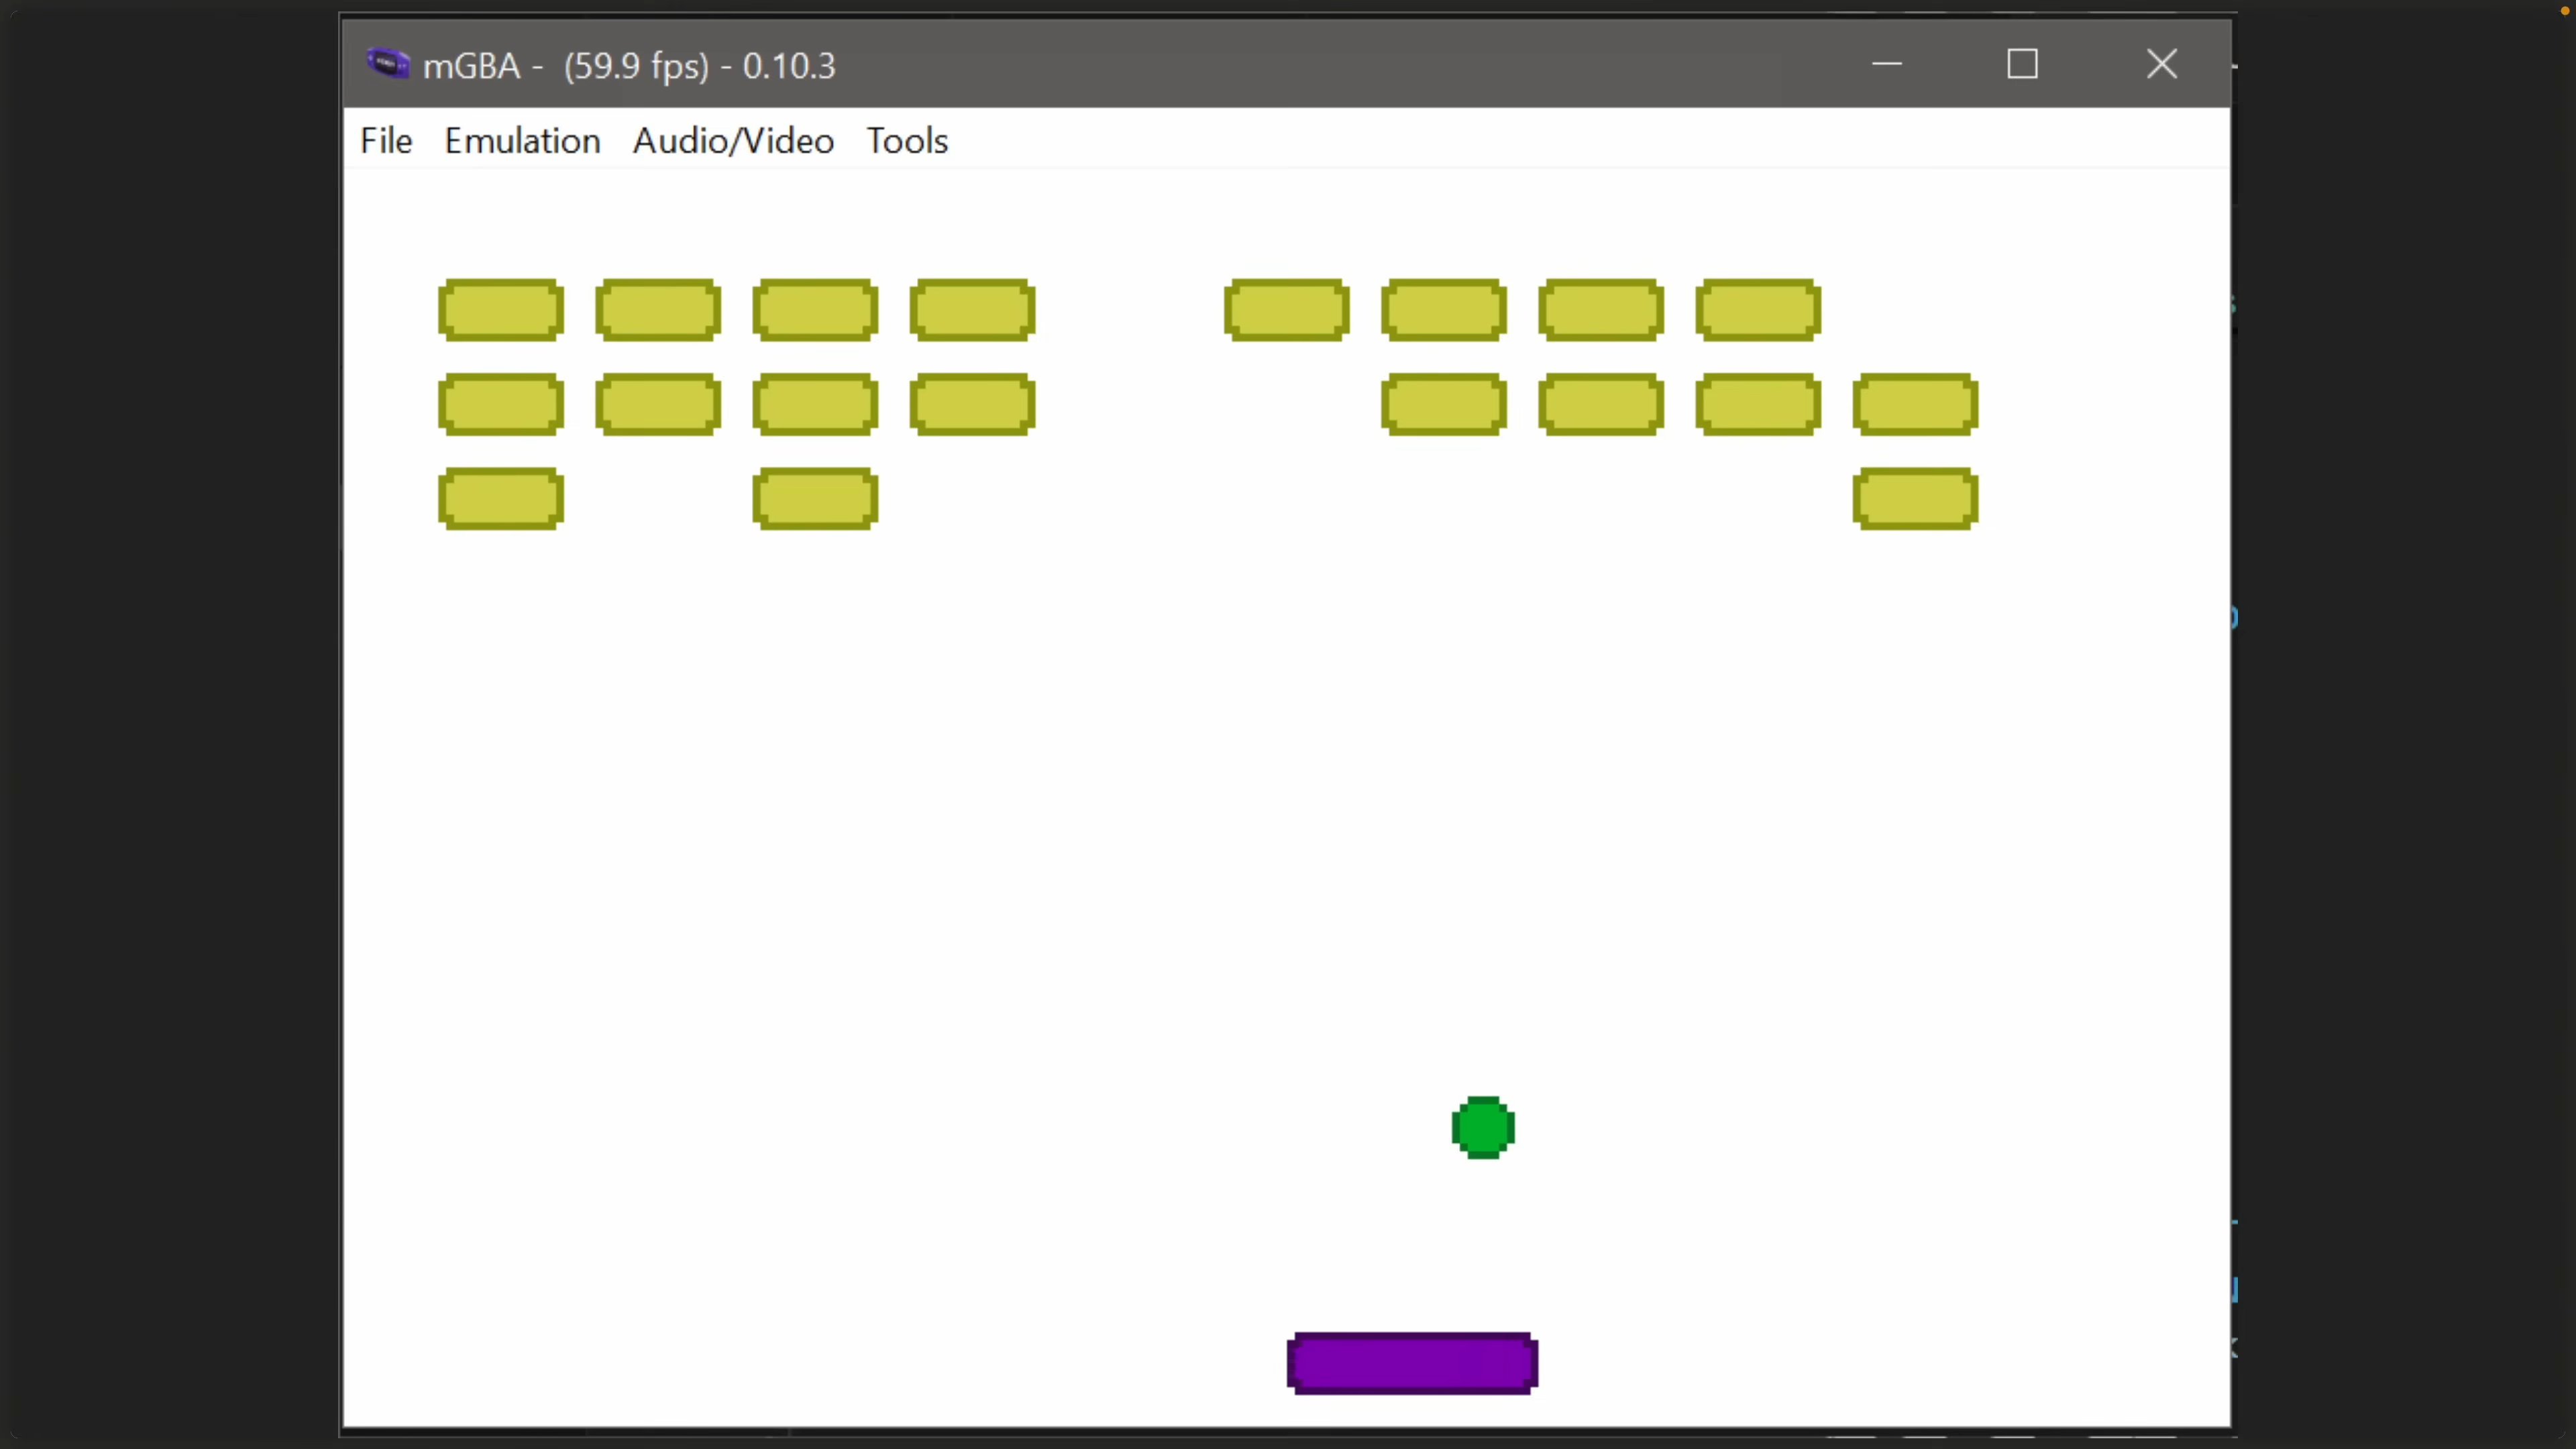 mGBA - (59.9 fps) - 0.10.3
File Emulation Audio/Video Tools